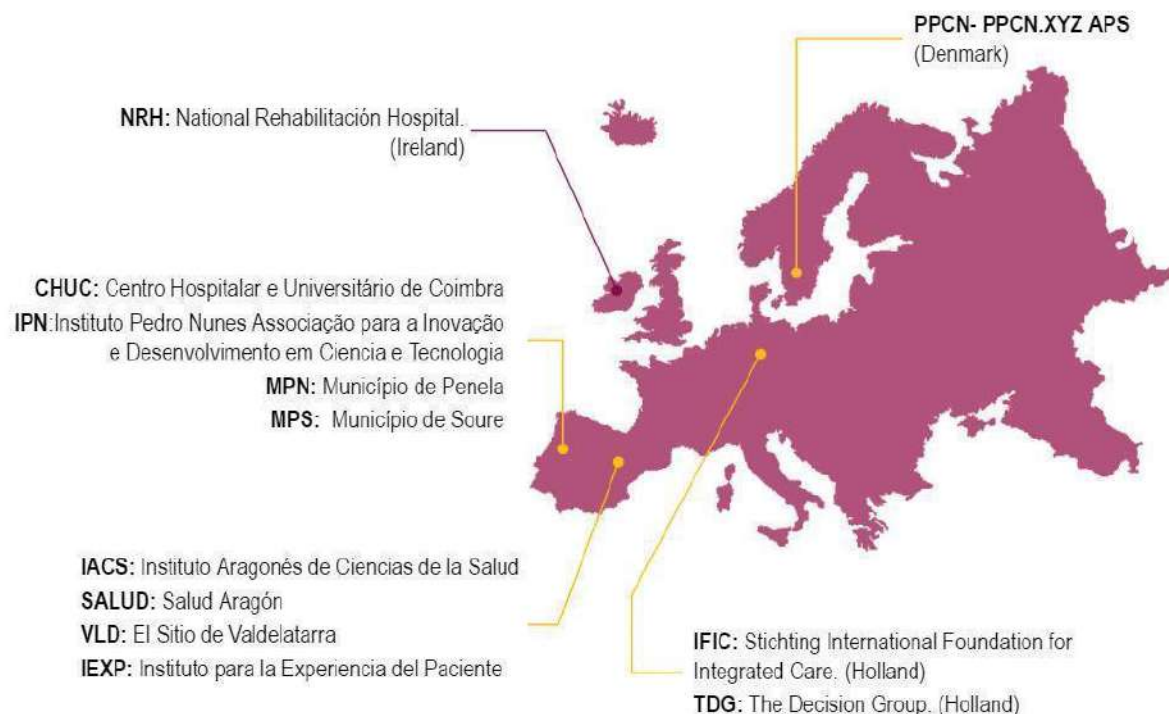 PPCN- PPCN.XYZ APS
(Denmark)
NRH: National Rehabilitación Hospital.
(Ireland)
CHUC: Centro Hospitalar e Universitário de Coimbra
IPN:Instituto Pedro Nunes Associação para a Inovação
e Desenvolvimento em Ciencia e Tecnologia
MPN: Município de Penela
MPS: Município de Soure
IACS: Instituto Aragonés de Ciencias de la Salud
SALUD: Salud Aragón
VLD: El Sitio de Valdelatarra
IEXP: Instituto para la Experiencia del Paciente
IFIC: Stichting International Foundation for
Integrated Care. (Holland)
TDG: The Decision Group. (Holland)